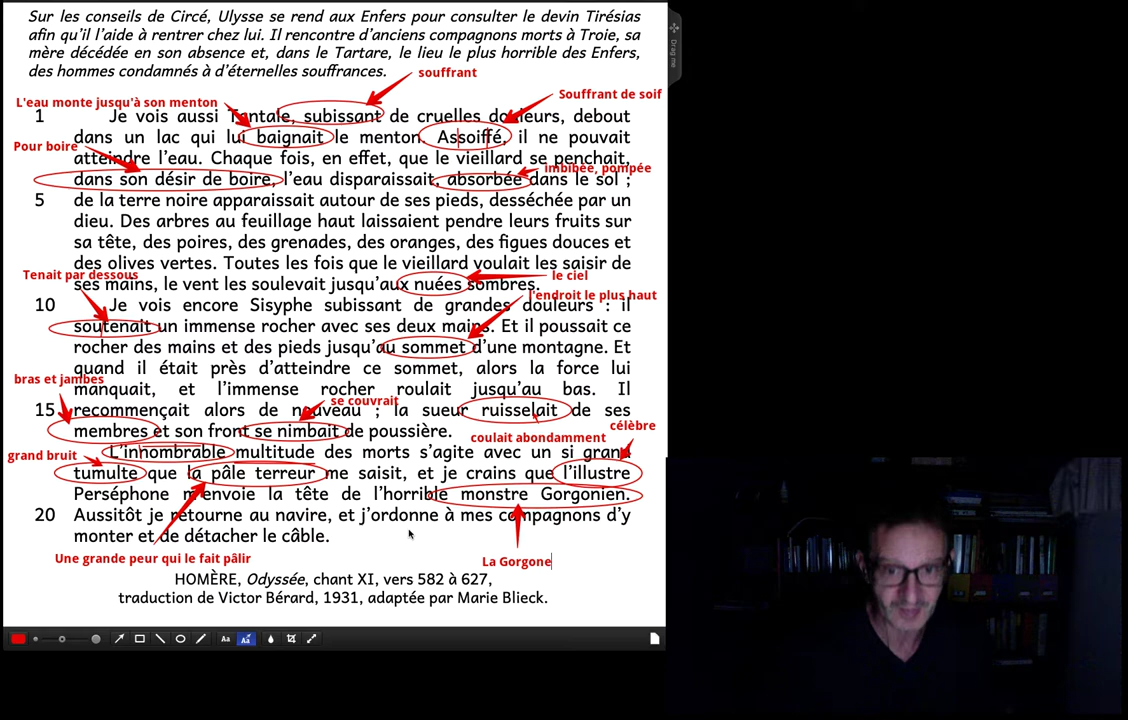 Sur les conseils de Circé, Ulysse se rend aux Enfers pour consulter le devin Tirésias
afin qu'il l'aide à rentrer chez lui. Il rencontre d'anciens compagnons morts à Troie, sa
mère décédée en son absence et, dans le Tartare, le lieu le plus horrible des Enfers,
des hommes condamnés à d'éternelles souffrances.
souffrant
Souffrant de soif
L'eau monte jusqu'à son menton
1 Je vois aussi Tantale, subissant de cruelles douleurs, debout
dans un lac qui lui baignait le menton. Assoiffé, il ne pouvait
Pour boire
atteindre l'eau. Chaque fois, en effet, que le vieillard se penchait,
imbibée, pompée
dans son désir de boire, l'eau disparaissait, absorbée dans le sol ;
5 de la terre noire apparaissait autour de ses pieds, desséchée par un
dieu. Des arbres au feuillage haut laissaient pendre leurs fruits sur
sa tête, des poires, des grenades, des oranges, des figues douces et
des olives vertes. Toutes les fois que le vieillard voulait les saisir de
Tenait par dessous
le ciel
ses mains, le vent les soulevait jusqu'aux nuées sombres.
l'endroit le plus haut
10 Je vois encore Sisyphe subissant de grandes douleurs : il
soutenait un immense rocher avec ses deux mains. Et il poussait ce
rocher des mains et des pieds jusqu'au sommet d'une montagne. Et
quand il était près d'atteindre ce sommet, alors la force lui
bras et jambes
manquait, et l'immense rocher roulait jusqu'au bas. Il
se couvrait
15 recommençait alors de nouveau ; la sueur ruisselait de ses
célèbre
membres et son front se nimbait de poussière.
coulait abondamment
grand bruit
L'innombrable multitude des morts s'agite avec un si grand
tumulte que la pâle terreur me saisit, et je crains que l'illustre
Perséphone m'envoie la tête de l'horrible monstre Gorgonien.
20 Aussitôt je retourne au navire, et j'ordonne à mes compagnons d'y
monter et de détacher le câble.
Une grande peur qui le fait pâlir
La Gorgone
HOMÈRE, Odyssée, chant XI, vers 582 à 627,
traduction de Victor Bérard, 1931, adaptée par Marie Blieck.
Aa
Aa
Drag me